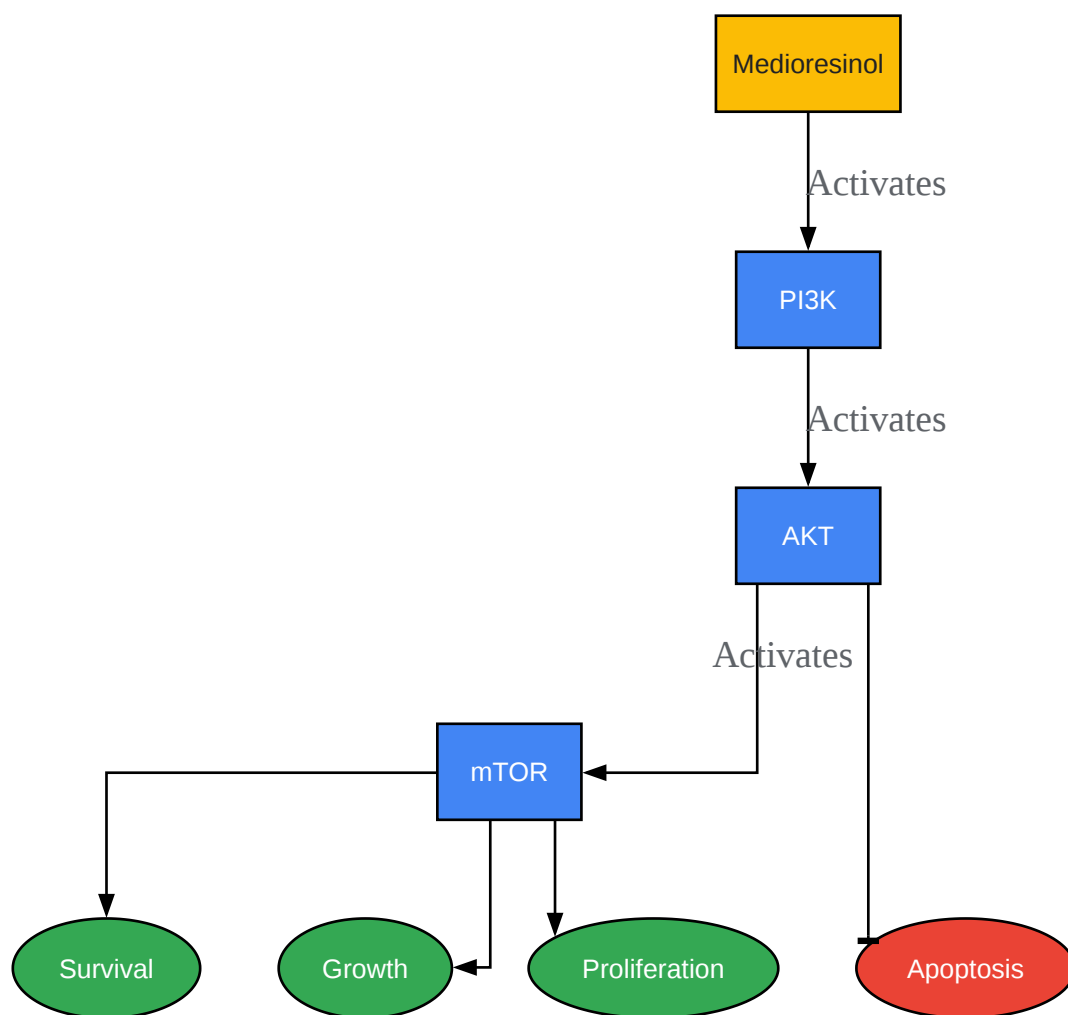 Medioresinol
Activates
PI3K
Activates
AKT
Activates
mTOR
Survival
Growth
Proliferation
Apoptosis